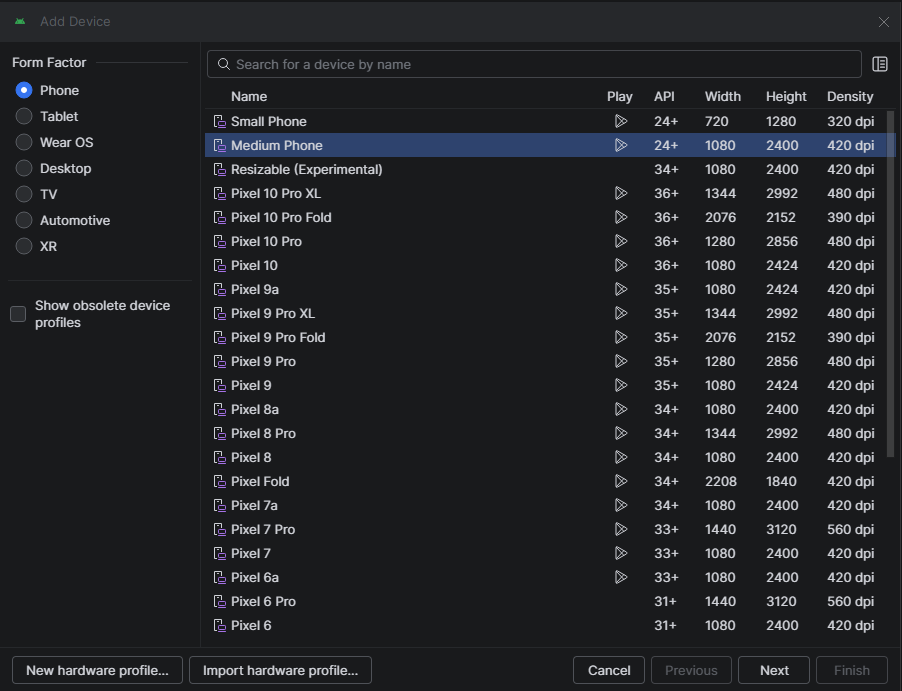 Add Device
Form Factor
Phone
Tablet
Wear OS
Desktop
TV
Automotive
XR
Show obsolete device
profiles
Search for a device by name
Name Play API Width Height Density
Small Phone 24+ 720 1280 320 dpi
Medium Phone 24+ 1080 2400 420 dpi
Resizable (Experimental) 34+ 1080 2400 420 dpi
Pixel 10 Pro XL 36+ 1344 2992 480 dpi
Pixel 10 Pro Fold 36+ 2076 2152 390 dpi
Pixel 10 Pro 36+ 1280 2856 480 dpi
Pixel 10 36+ 1080 2424 420 dpi
Pixel 9a 35+ 1080 2424 420 dpi
Pixel 9 Pro XL 35+ 1344 2992 480 dpi
Pixel 9 Pro Fold 35+ 2076 2152 390 dpi
Pixel 9 Pro 35+ 1280 2856 480 dpi
Pixel 9 35+ 1080 2424 420 dpi
Pixel 8a 34+ 1080 2400 420 dpi
Pixel 8 Pro 34+ 1344 2992 480 dpi
Pixel 8 34+ 1080 2400 420 dpi
Pixel Fold 34+ 2208 1840 420 dpi
Pixel 7a 34+ 1080 2400 420 dpi
Pixel 7 Pro 33+ 1440 3120 560 dpi
Pixel 7 33+ 1080 2400 420 dpi
Pixel 6a 33+ 1080 2400 420 dpi
Pixel 6 Pro 31+ 1440 3120 560 dpi
Pixel 6 31+ 1080 2400 420 dpi
New hardware profile... Import hardware profile... Cancel Previous Next Finish